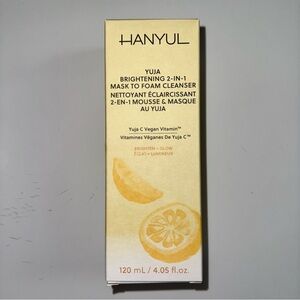 HANYUL
YUJA
BRIGHTENING 2-IN-1
MASK TO FOAM CLEANSER
NETTOYANT ÉCLAIRCISSANT
2-EN-1 MOUSSE & MASQUE
AU YUJA
Yuja C Vegan Vitamin™
Vitamines Véganes De Yuja C™
BRIGHTEN + GLOW
ÉCLAT + LUMINEUX
120 mL / 4.05 fl.oz.